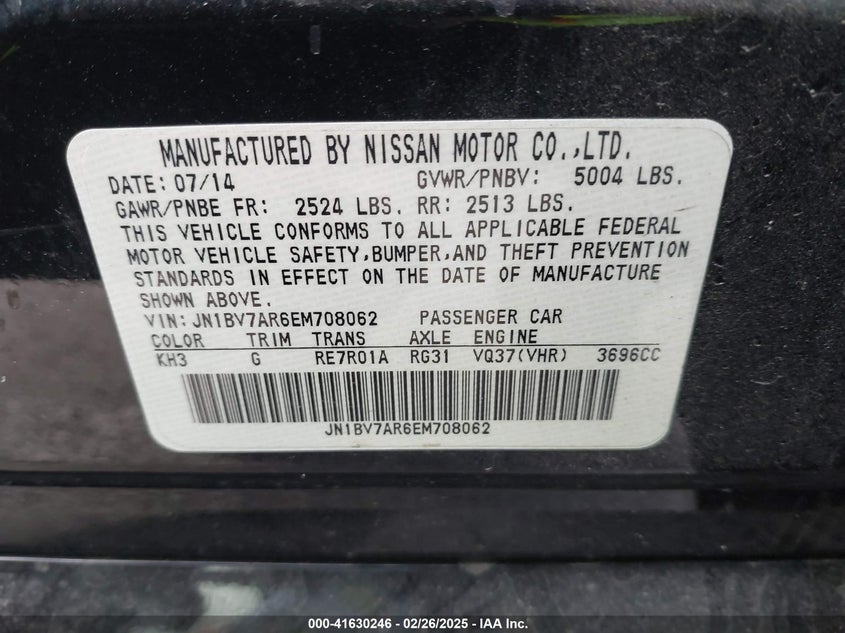 MANUFACTURED BY NISSAN MOTOR CO.,LTD.
DATE: 07/14 GVWR/PNBV: 5004 LBS.
GAWR/PNBE FR: 2524 LBS. RR: 2513 LBS.
THIS VEHICLE CONFORMS TO ALL APPLICABLE FEDERAL
MOTOR VEHICLE SAFETY,BUMPER,AND THEFT PREVENTION
STANDARDS IN EFFECT ON THE DATE OF MANUFACTURE
SHOWN ABOVE.
VIN:JN1BV7AR6EM708062 PASSENGER CAR
COLOR TRIM TRANS AXLE ENGINE
KH3 G RE7R01A RG31 VQ37(VHR) 3696CC
JN1BV7AR6EM708062
000-41630246 - 02/26/2025 - IAA Inc.